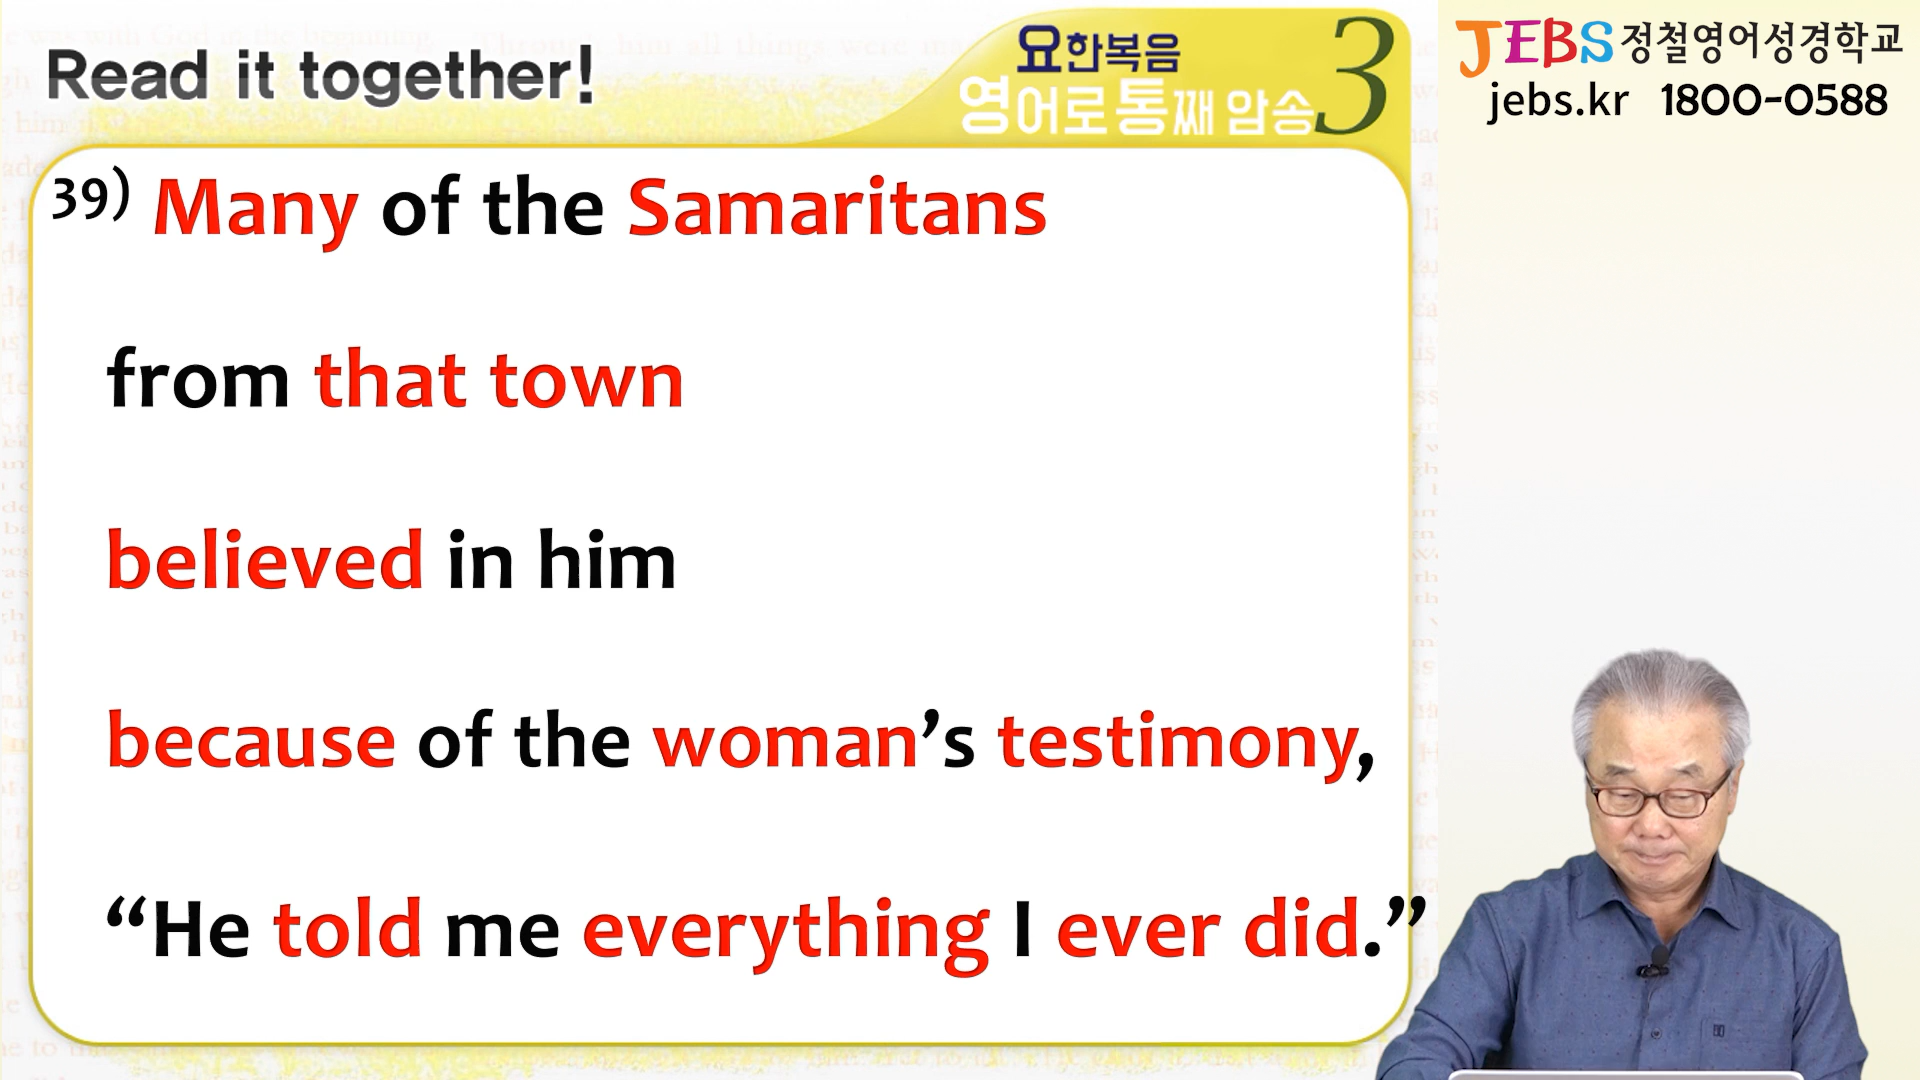 Read it together!
요한복음
영어로 통째 암송 3
JEBS 정철영어성경학교
jebs.kr 1800-0588
39) Many of the Samaritans
from that town
believed in him
because of the woman’s testimony,
“He told me everything I ever did.”